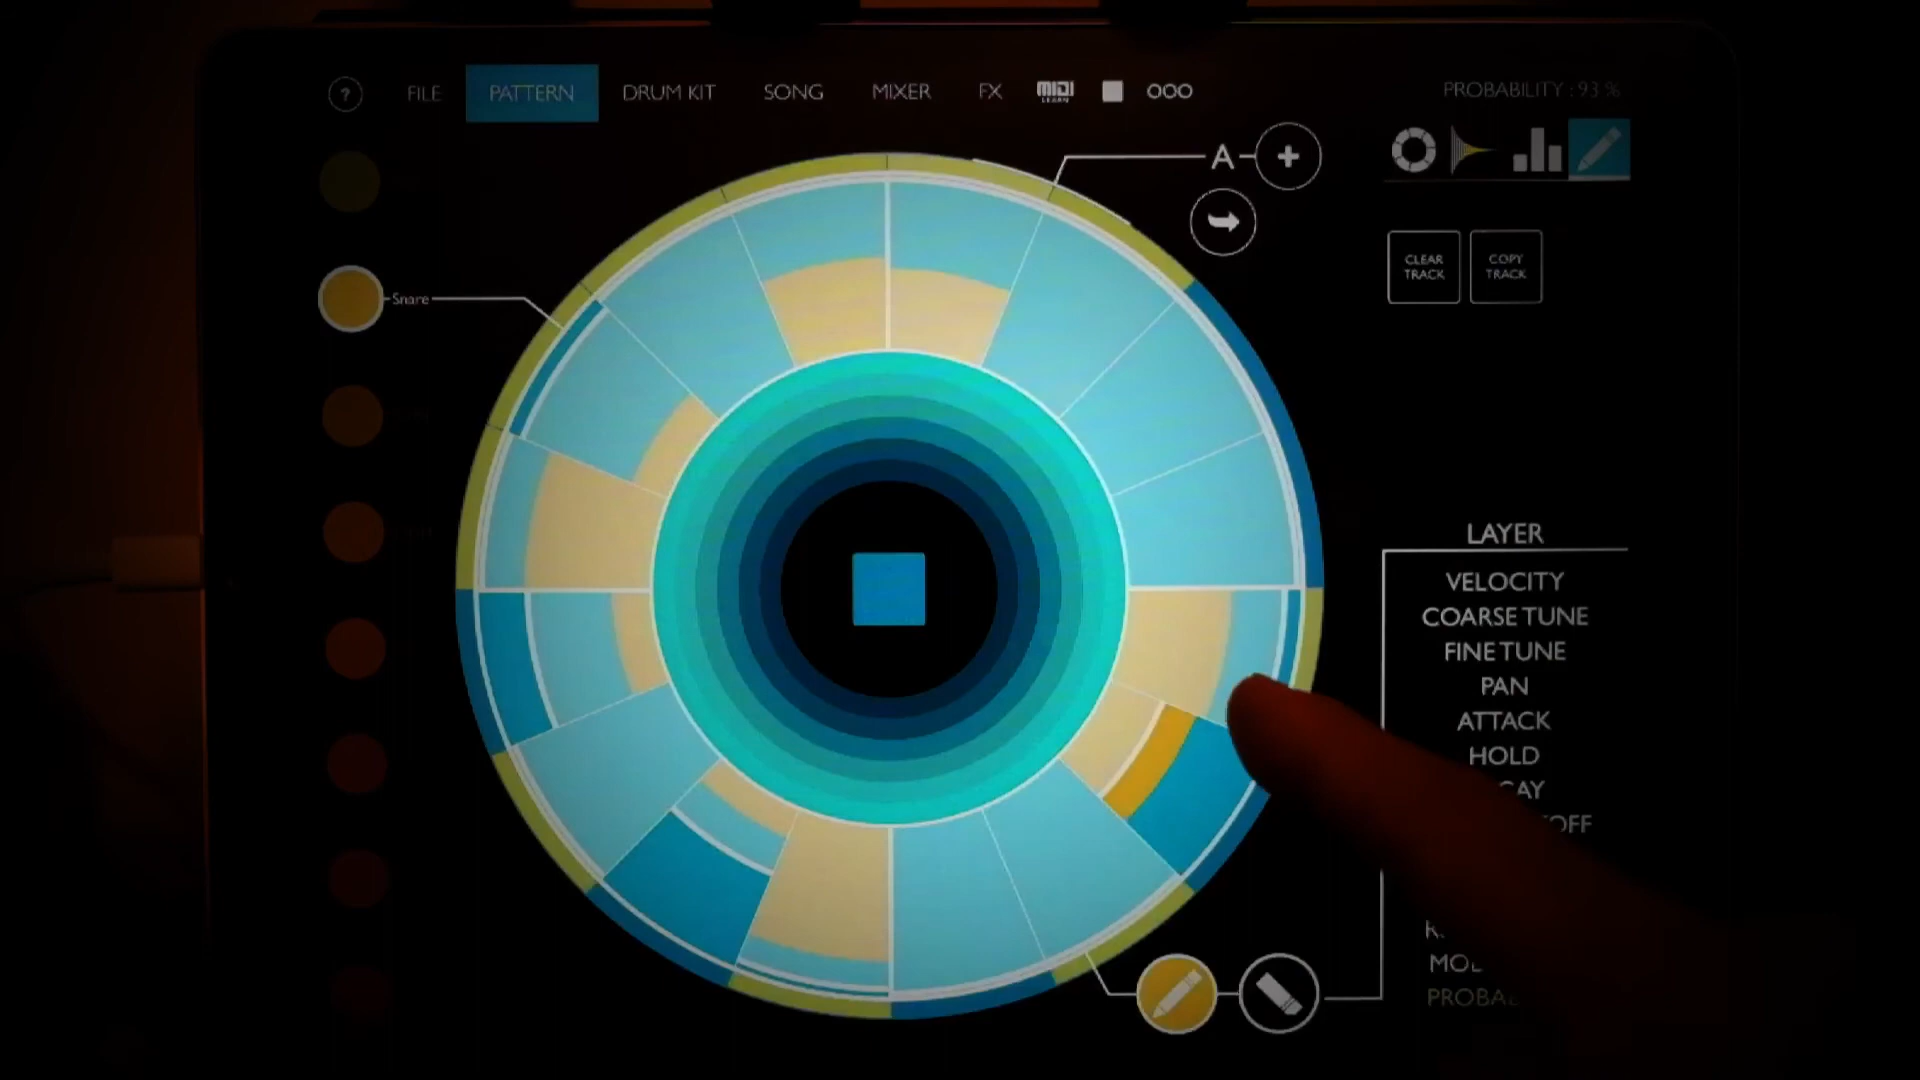 ? FILE PATTERN DRUM KIT SONG MIXER FX MIDI LEARN
PROBABILITY : 93 %
A
CLEAR TRACK
COPY TRACK
Snare
LAYER
VELOCITY
COARSE TUNE
FINE TUNE
PAN
ATTACK
HOLD